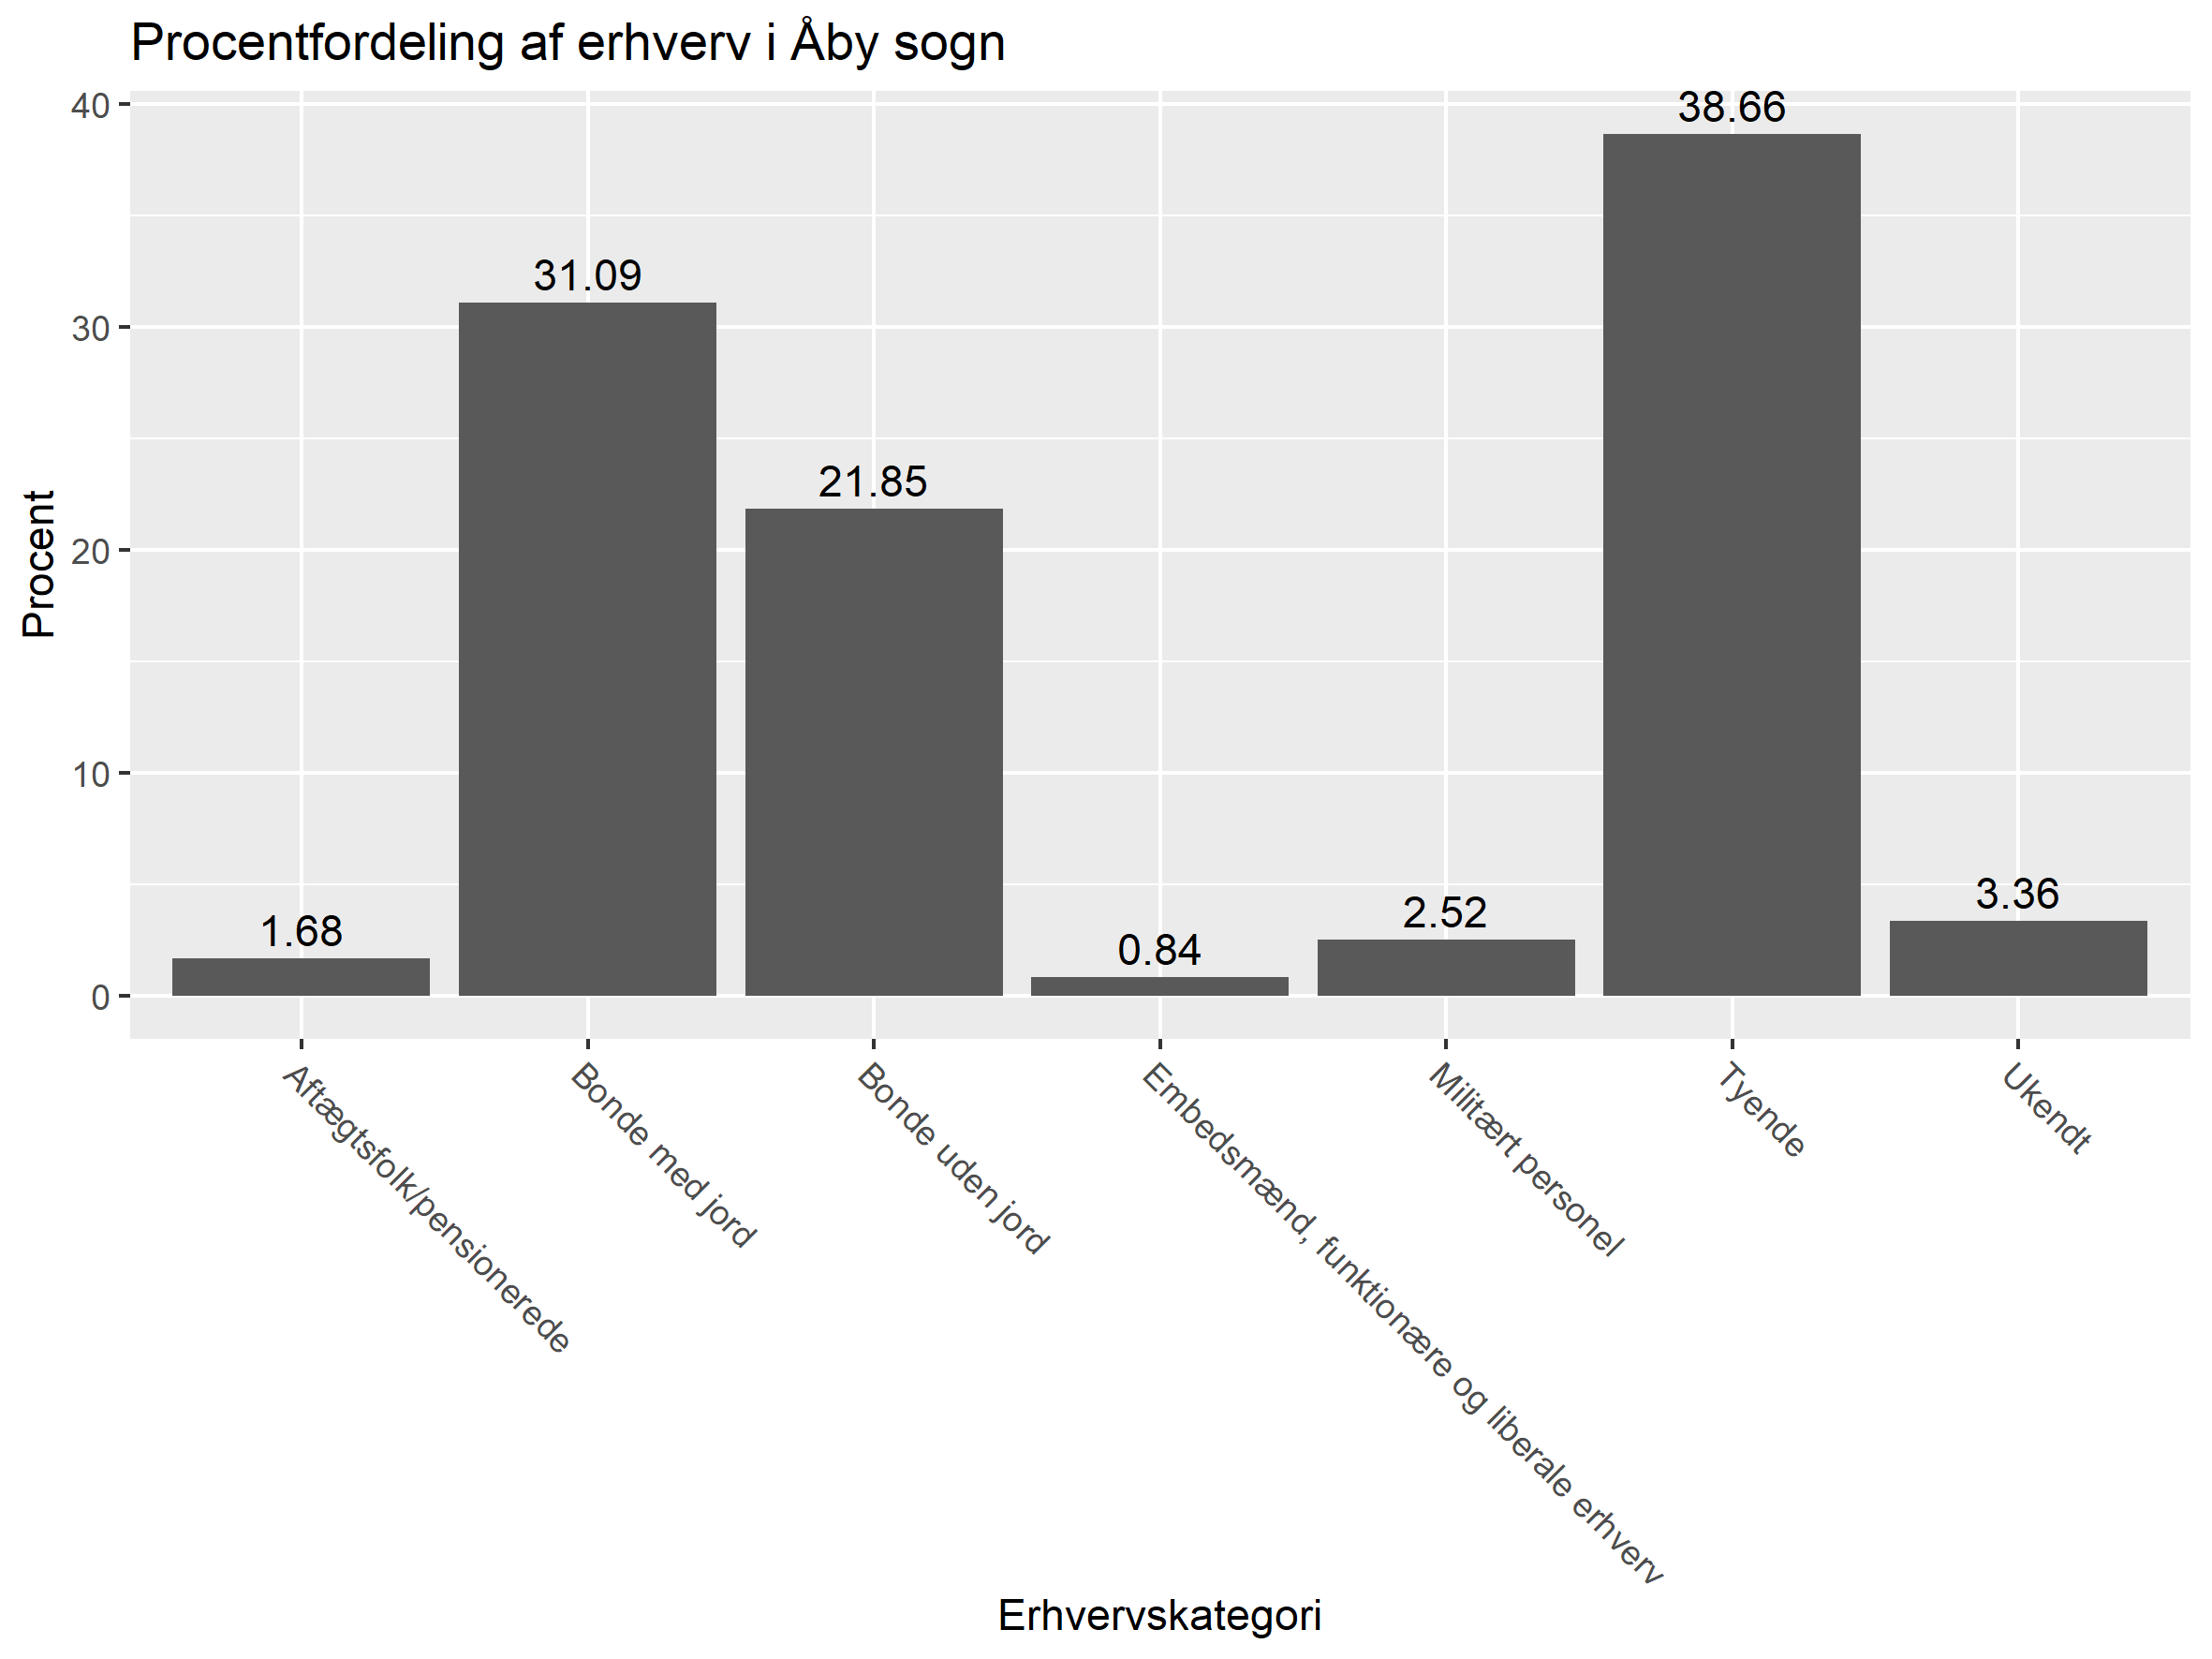 Procentfordeling af erhverv i Åby sogn
Procent
40
30
20
10
0
1.68
31.09
21.85
0.84
2.52
38.66
3.36
Aftægtsfolk/pensionerede
Bonde med jord
Bonde uden jord
Embedsmænd, funktionære og liberale erhverv
Militært personel
Tyende
Ukendt
Erhvervskategori